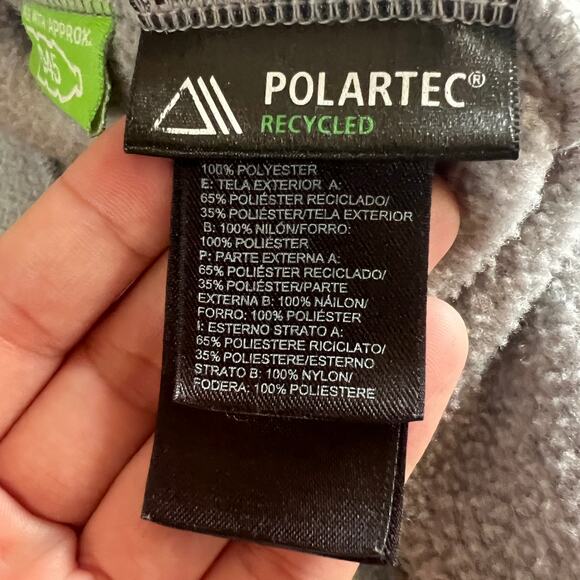 WITH APPROX.
POLARTEC®
RECYCLED
100% POLYESTER
E: TELA EXTERIOR A:
65% POLIÉSTER RECICLADO/
35% POLIÉSTER/TELA EXTERIOR
B: 100% NILÓN/FORRO:
100% POLIÉSTER
P: PARTE EXTERNA A:
65% POLIÉSTER RECICLADO/
35% POLIÉSTER/PARTE
EXTERNA B: 100% NÁILON/
FORRO: 100% POLIÉSTER
I: ESTERNO STRATO A:
65% POLIESTERE RICICLATO/
35% POLIESTERE/ESTERNO
STRATO B: 100% NYLON/
FODERA: 100% POLIESTERE